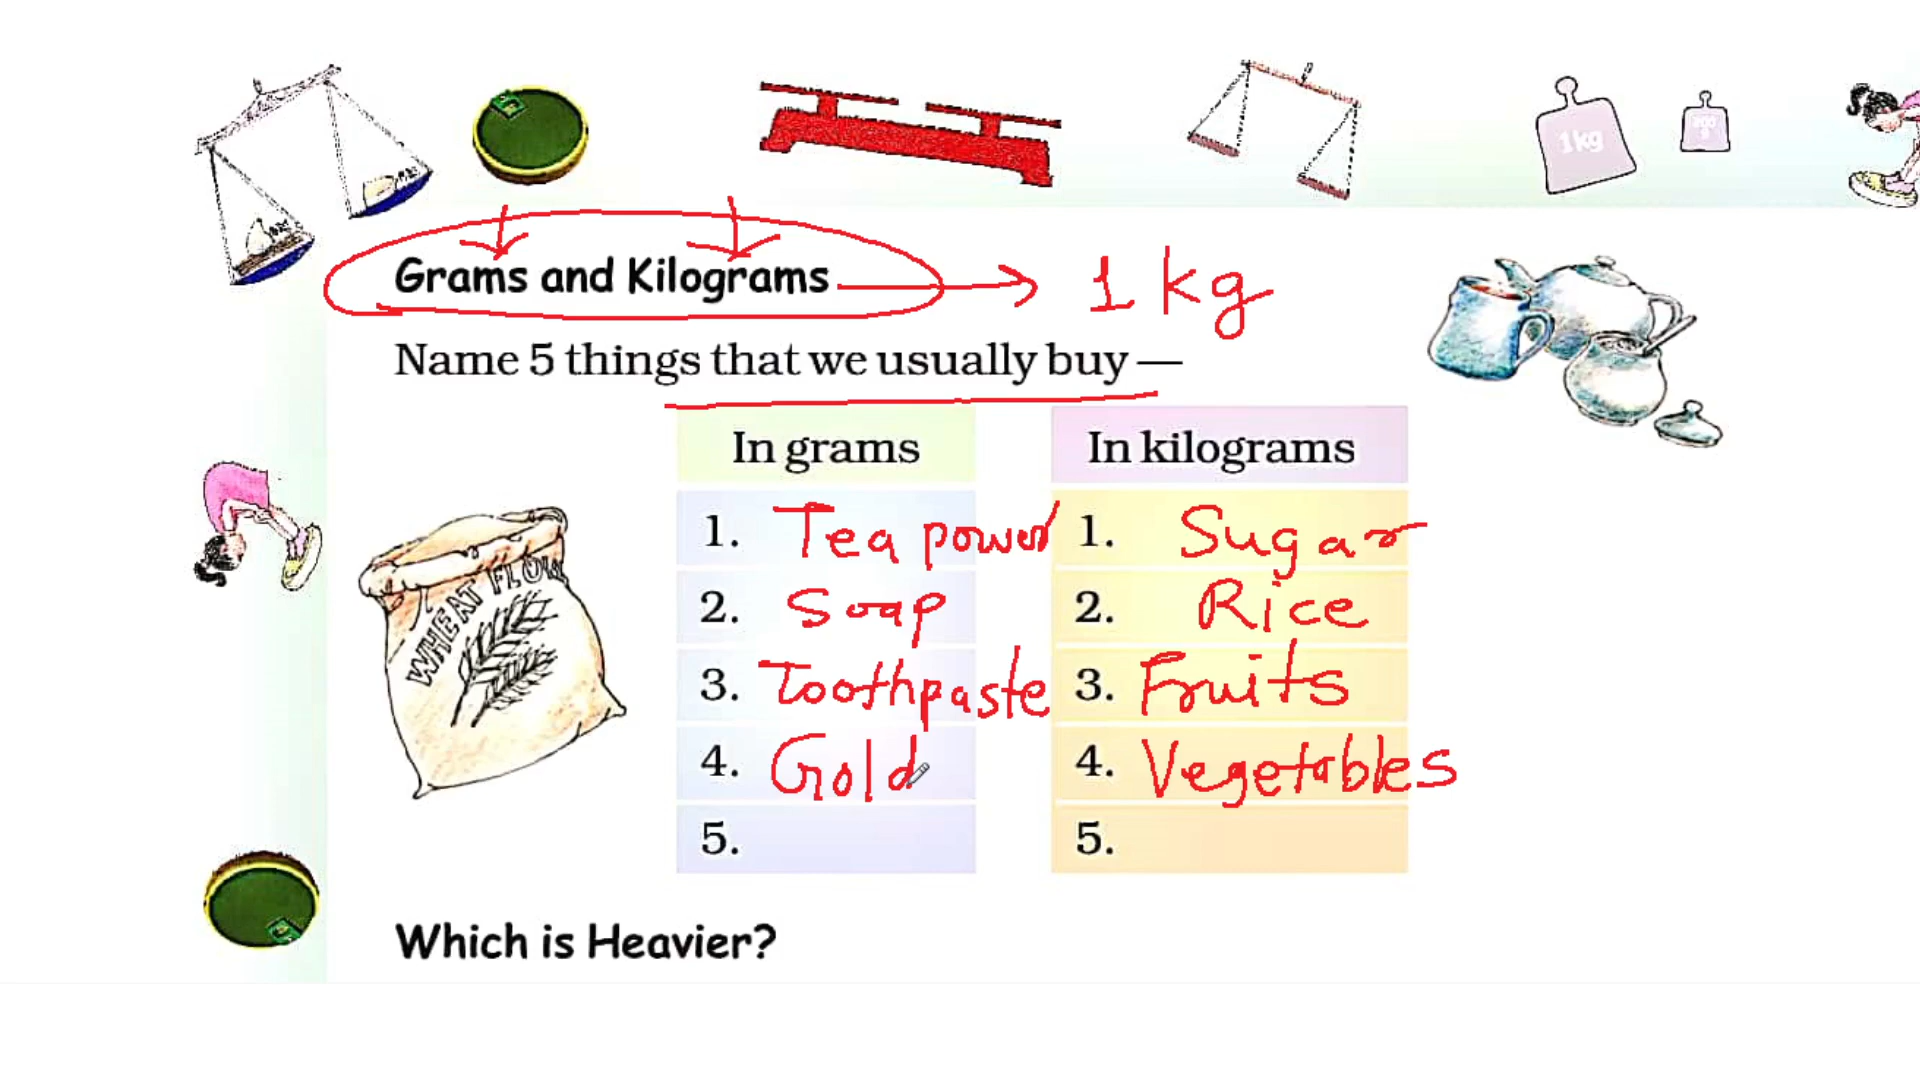 1kg
Grams and Kilograms → 1 kg
Name 5 things that we usually buy —
In grams In kilograms
1. Tea power 1. Sugar
2. Soap 2. Rice
3. Toothpaste 3. Fruits
4. Gold 4. Vegetables
5. 5.
WHEAT FLOUR
Which is Heavier?